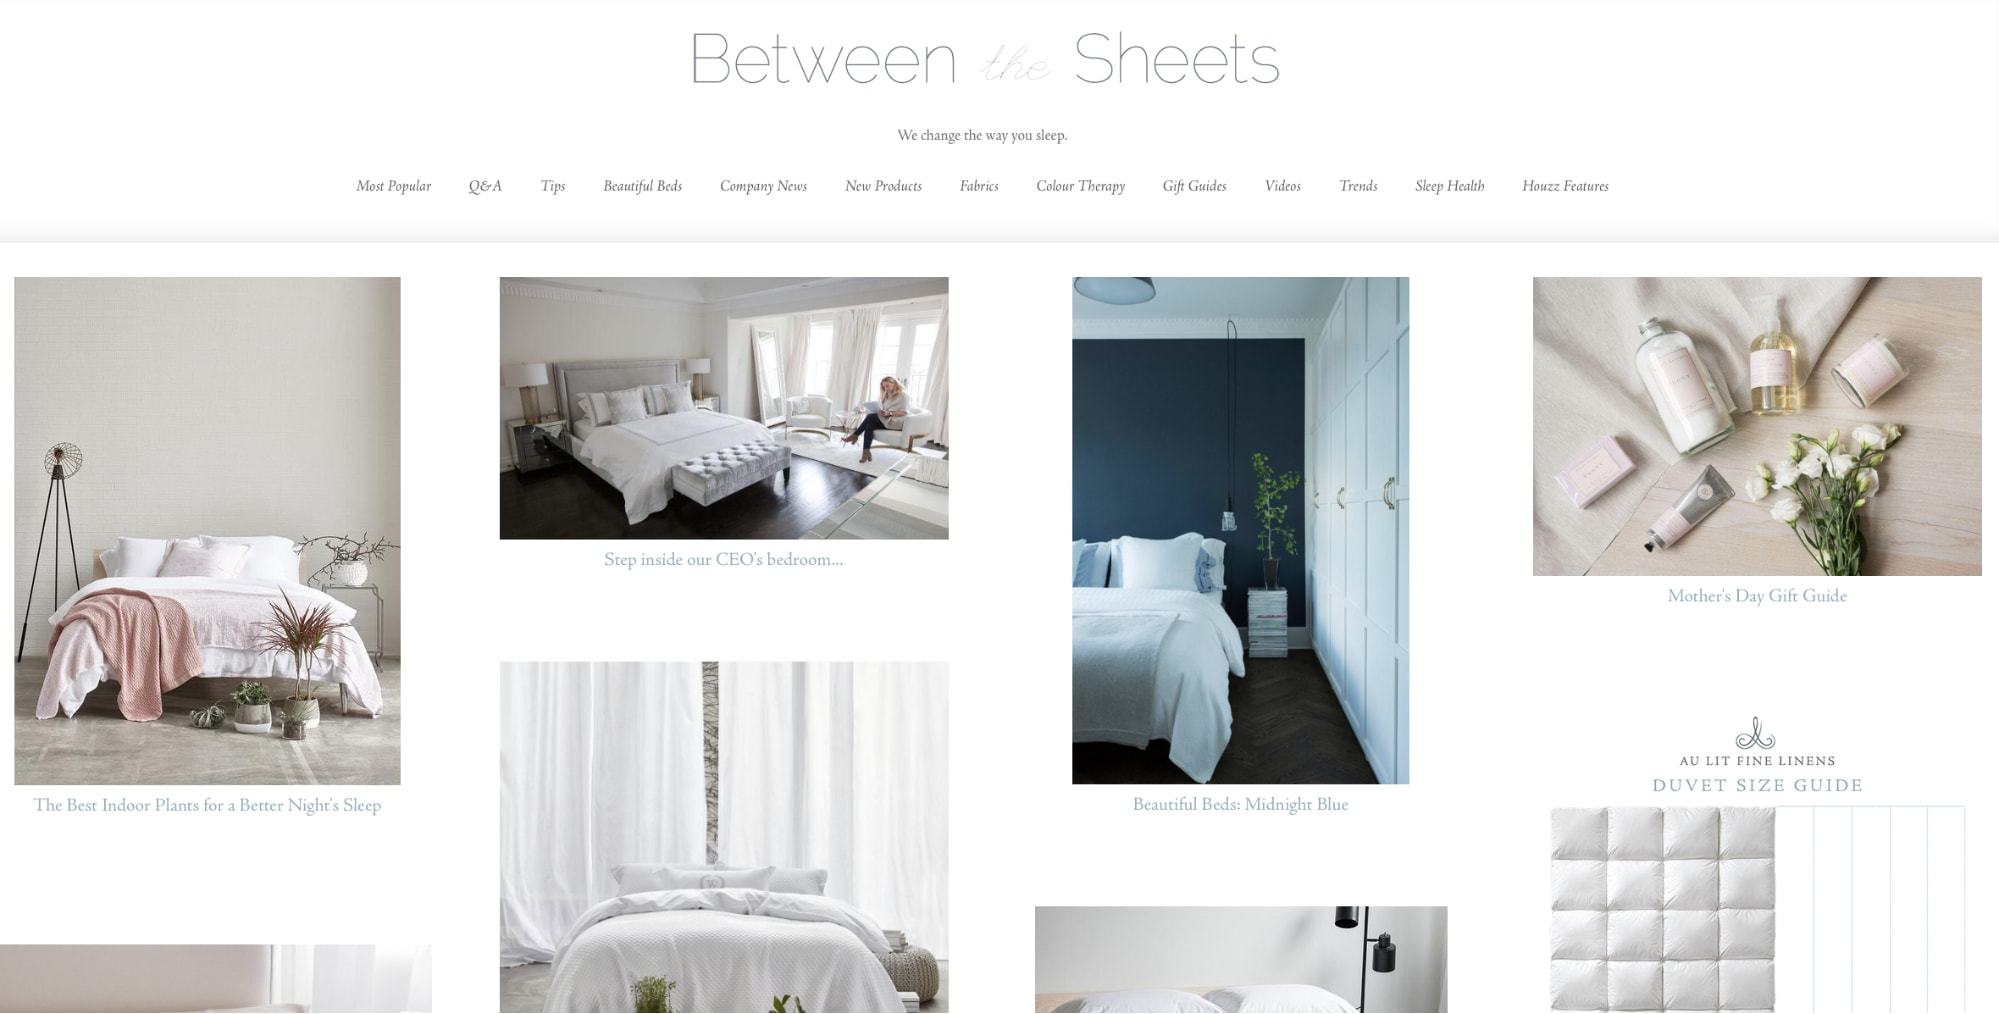 Between the Sheets
We change the way you sleep.
Most Popular Q&A Tips Beautiful Beds Company News New Products Fabrics Colour Therapy Gift Guides Videos Trends Sleep Health Houzz Features
The Best Indoor Plants for a Better Night's Sleep
Step inside our CEO's bedroom...
W
Beautiful Beds: Midnight Blue
Mother's Day Gift Guide
AU LIT FINE LINENS
DUVET SIZE GUIDE